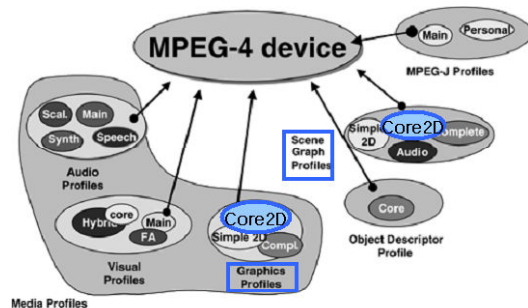 MPEG-4 device
Main
Personal
MPEG-J Profiles
Scal.
Main
Synth
Speech
Audio
Profiles
Scene
Graph
Profiles
Simple
2D
Core2D
Complete
Audio
Hybrid
core
Main
FA
Visual
Profiles
Core2D
Simple 2D
Compl.
Graphics
Profiles
Core
Object Descriptor
Profile
Media Profiles